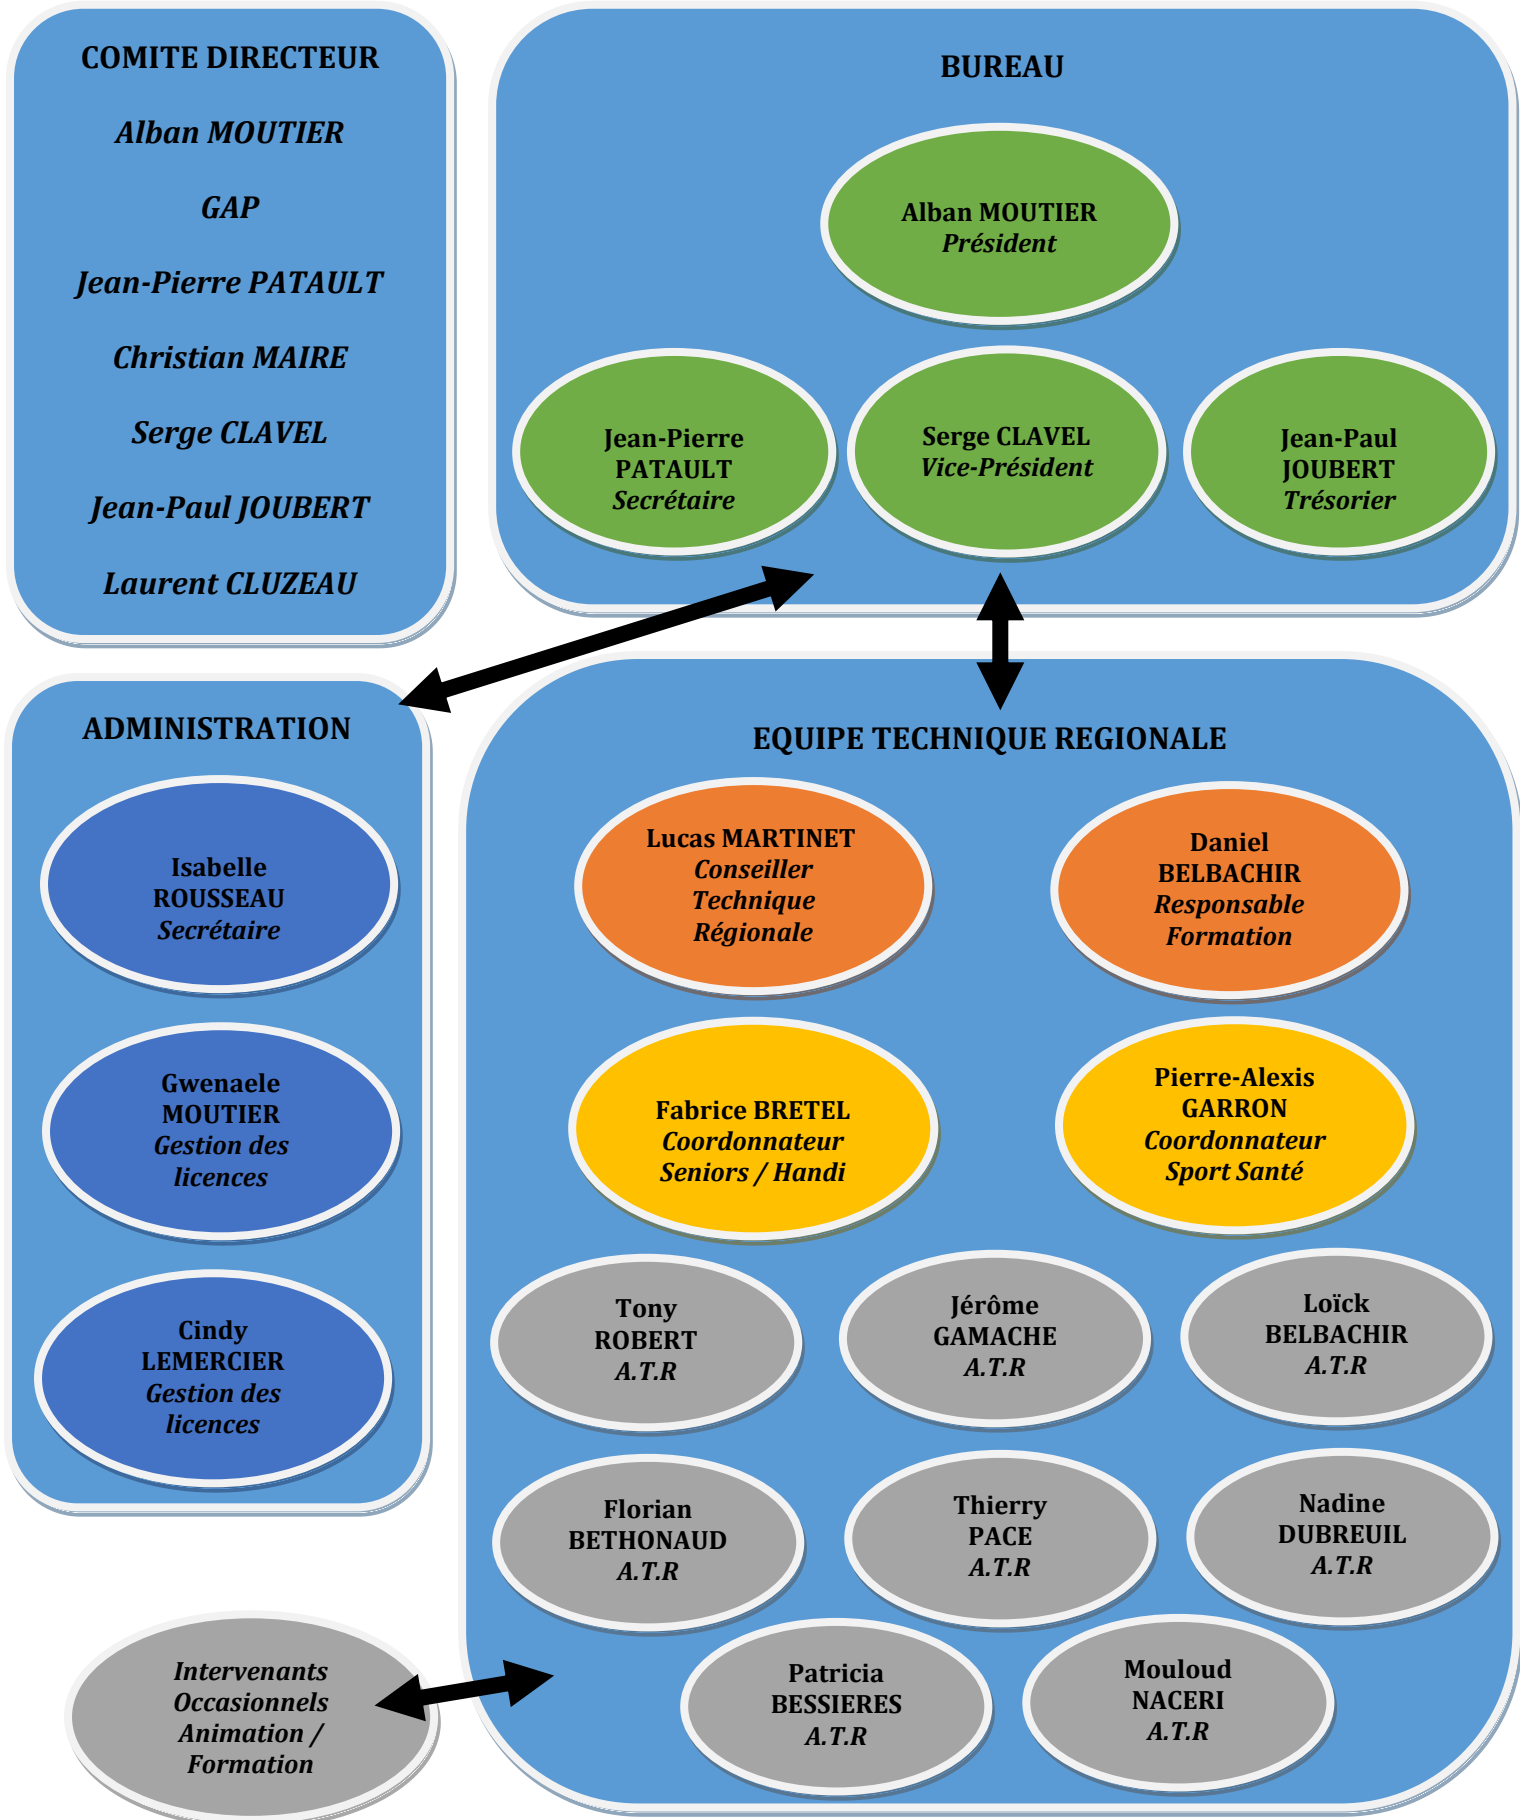 COMITE DIRECTEUR
Alban MOUTIER
GAP
Jean-Pierre PATAULT
Christian MAIRE
Serge CLAVEL
Jean-Paul JOUBERT
Laurent CLUZEAU
BUREAU
Alban MOUTIER
Président
Jean-Pierre
PATAULT
Secrétaire
Serge CLAVEL
Vice-Président
Jean-Paul
JOUBERT
Trésorier
ADMINISTRATION
Isabelle
ROUSSEAU
Secrétaire
Gwenaele
MOUTIER
Gestion des
licences
Cindy
LEMERCIER
Gestion des
licences
EQUIPE TECHNIQUE REGIONALE
Lucas MARTINET
Conseiller
Technique
Régionale
Daniel
BELBACHIR
Responsable
Formation
Fabrice BRETEL
Coordonnateur
Seniors / Handi
Pierre-Alexis
GARRON
Coordonnateur
Sport Santé
Tony
ROBERT
A.T.R
Jérôme
GAMACHE
A.T.R
Loïck
BELBACHIR
A.T.R
Florian
BETHONAUD
A.T.R
Thierry
PACE
A.T.R
Nadine
DUBREUIL
A.T.R
Patricia
BESSIERES
A.T.R
Mouloud
NACERI
A.T.R
Intervenants
Occasionnels
Animation /
Formation